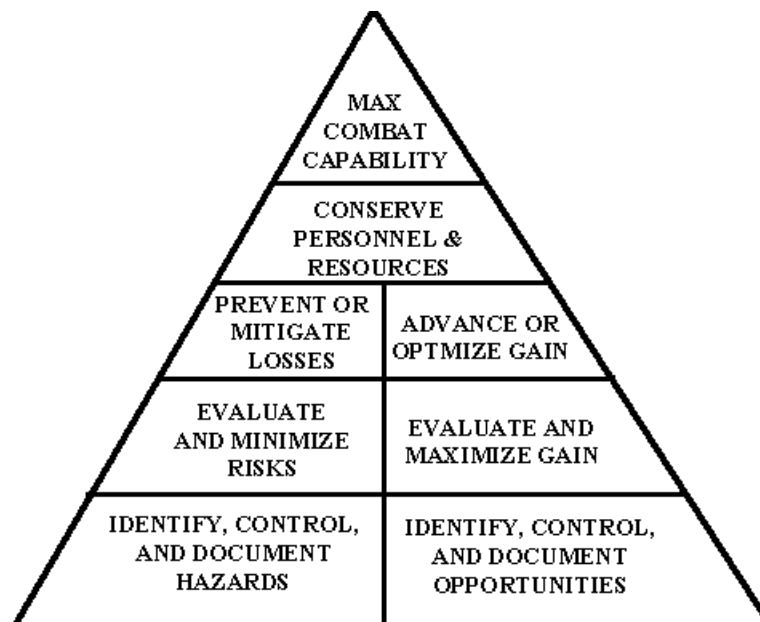 MAX
COMBAT
CAPABILITY
CONSERVE
PERSONNEL &
RESOURCES
PREVENT OR
MITIGATE
LOSSES
ADVANCE OR
OPTMIZE GAIN
EVALUATE
AND MINIMIZE
RISKS
EVALUATE AND
MAXIMIZE GAIN
IDENTIFY, CONTROL,
AND DOCUMENT
HAZARDS
IDENTIFY, CONTROL,
AND DOCUMENT
OPPORTUNITIES